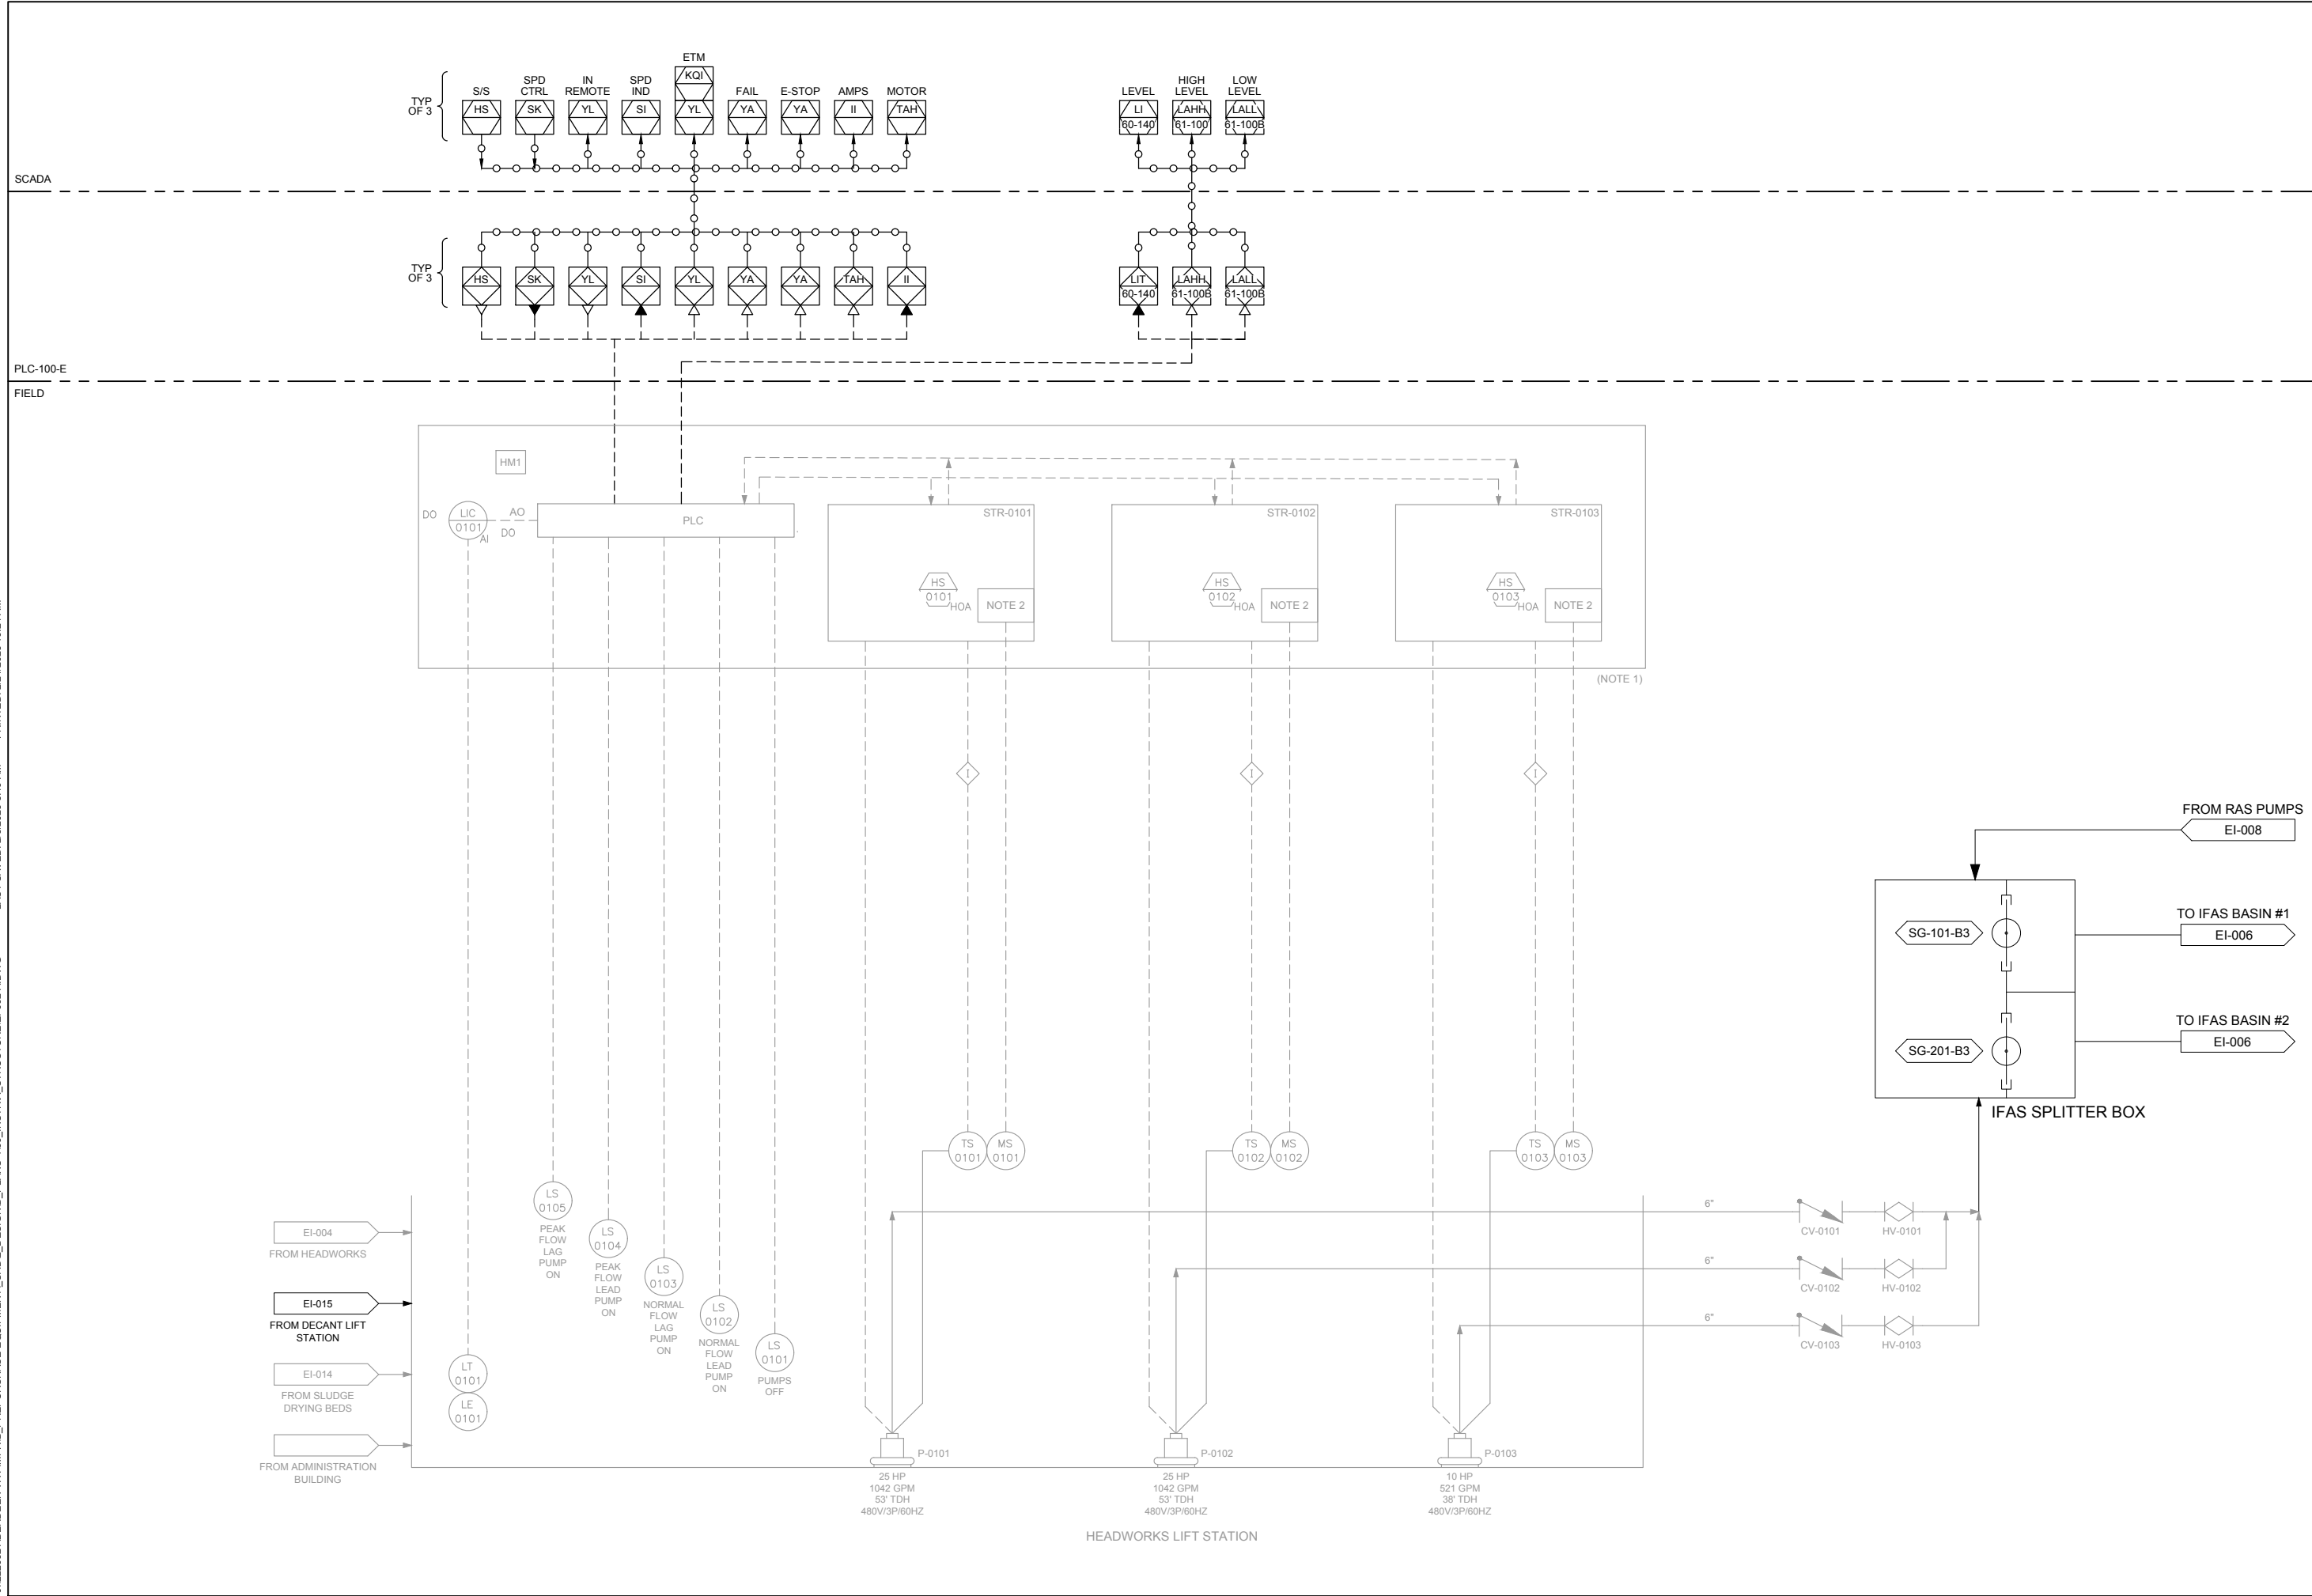 ETM
KQI
S/S
SPD
CTRL
IN
REMOTE
SPD
IND
FAIL
E-STOP
AMPS
MOTOR
LEVEL
HIGH
LEVEL
LOW
LEVEL
TYP
OF 3
HS
SK
YL
SI
YL
YA
YA
II
TAH
LI
60-140
LAHH
61-100
LALL
61-100B
SCADA
TYP
OF 3
HS
SK
YL
SI
YL
YA
YA
TAH
II
LIT
60-140
LAHH
61-100B
LALL
61-100B
PLC-100-E
FIELD
HM1
DO
LIC
0101
AO
DO
AI
PLC
STR-0101
STR-0102
STR-0103
HS
0101
HOA
NOTE 2
HS
0102
HOA
NOTE 2
HS
0103
HOA
NOTE 2
(NOTE 1)
I
I
I
FROM RAS PUMPS
EI-008
TO IFAS BASIN #1
EI-006
SG-101-B3
TO IFAS BASIN #2
EI-006
SG-201-B3
IFAS SPLITTER BOX
TS
0101
MS
0101
TS
0102
MS
0102
TS
0103
MS
0103
EI-004
FROM HEADWORKS
EI-015
FROM DECANT LIFT
STATION
EI-014
FROM SLUDGE
DRYING BEDS
FROM ADMINISTRATION
BUILDING
LS
0105
PEAK
FLOW
LAG
PUMP
ON
LS
0104
PEAK
FLOW
LEAD
PUMP
ON
LS
0103
NORMAL
FLOW
LAG
PUMP
ON
LS
0102
NORMAL
FLOW
LEAD
PUMP
ON
LS
0101
PUMPS
OFF
LT
0101
LE
0101
6"
CV-0101
HV-0101
6"
CV-0102
HV-0102
6"
CV-0103
HV-0103
P-0101
25 HP
1042 GPM
53' TDH
480V/3P/60HZ
P-0102
25 HP
1042 GPM
53' TDH
480V/3P/60HZ
P-0103
10 HP
521 GPM
38' TDH
480V/3P/60HZ
HEADWORKS LIFT STATION